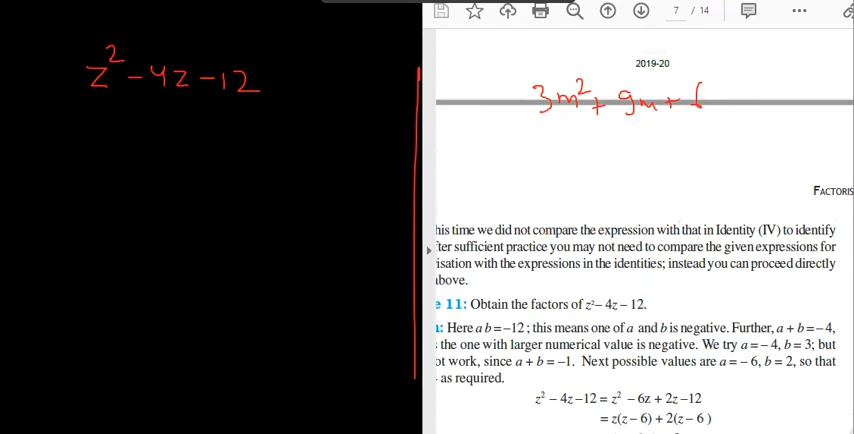 z² - 4z - 12
7 / 14
2019-20
3m² + 9m + 6
FACTORIS
his time we did not compare the expression with that in Identity (IV) to identify
fter sufficient practice you may not need to compare the given expressions for
isation with the expressions in the identities; instead you can proceed directly
above.
e 11: Obtain the factors of z²– 4z – 12.
: Here a b = –12 ; this means one of a and b is negative. Further, a + b = – 4,
the one with larger numerical value is negative. We try a = – 4, b = 3; but
ot work, since a + b = –1. Next possible values are a = – 6, b = 2, so that
as required.
z² – 4z –12 = z² – 6z + 2z –12
= z(z – 6) + 2(z – 6 )